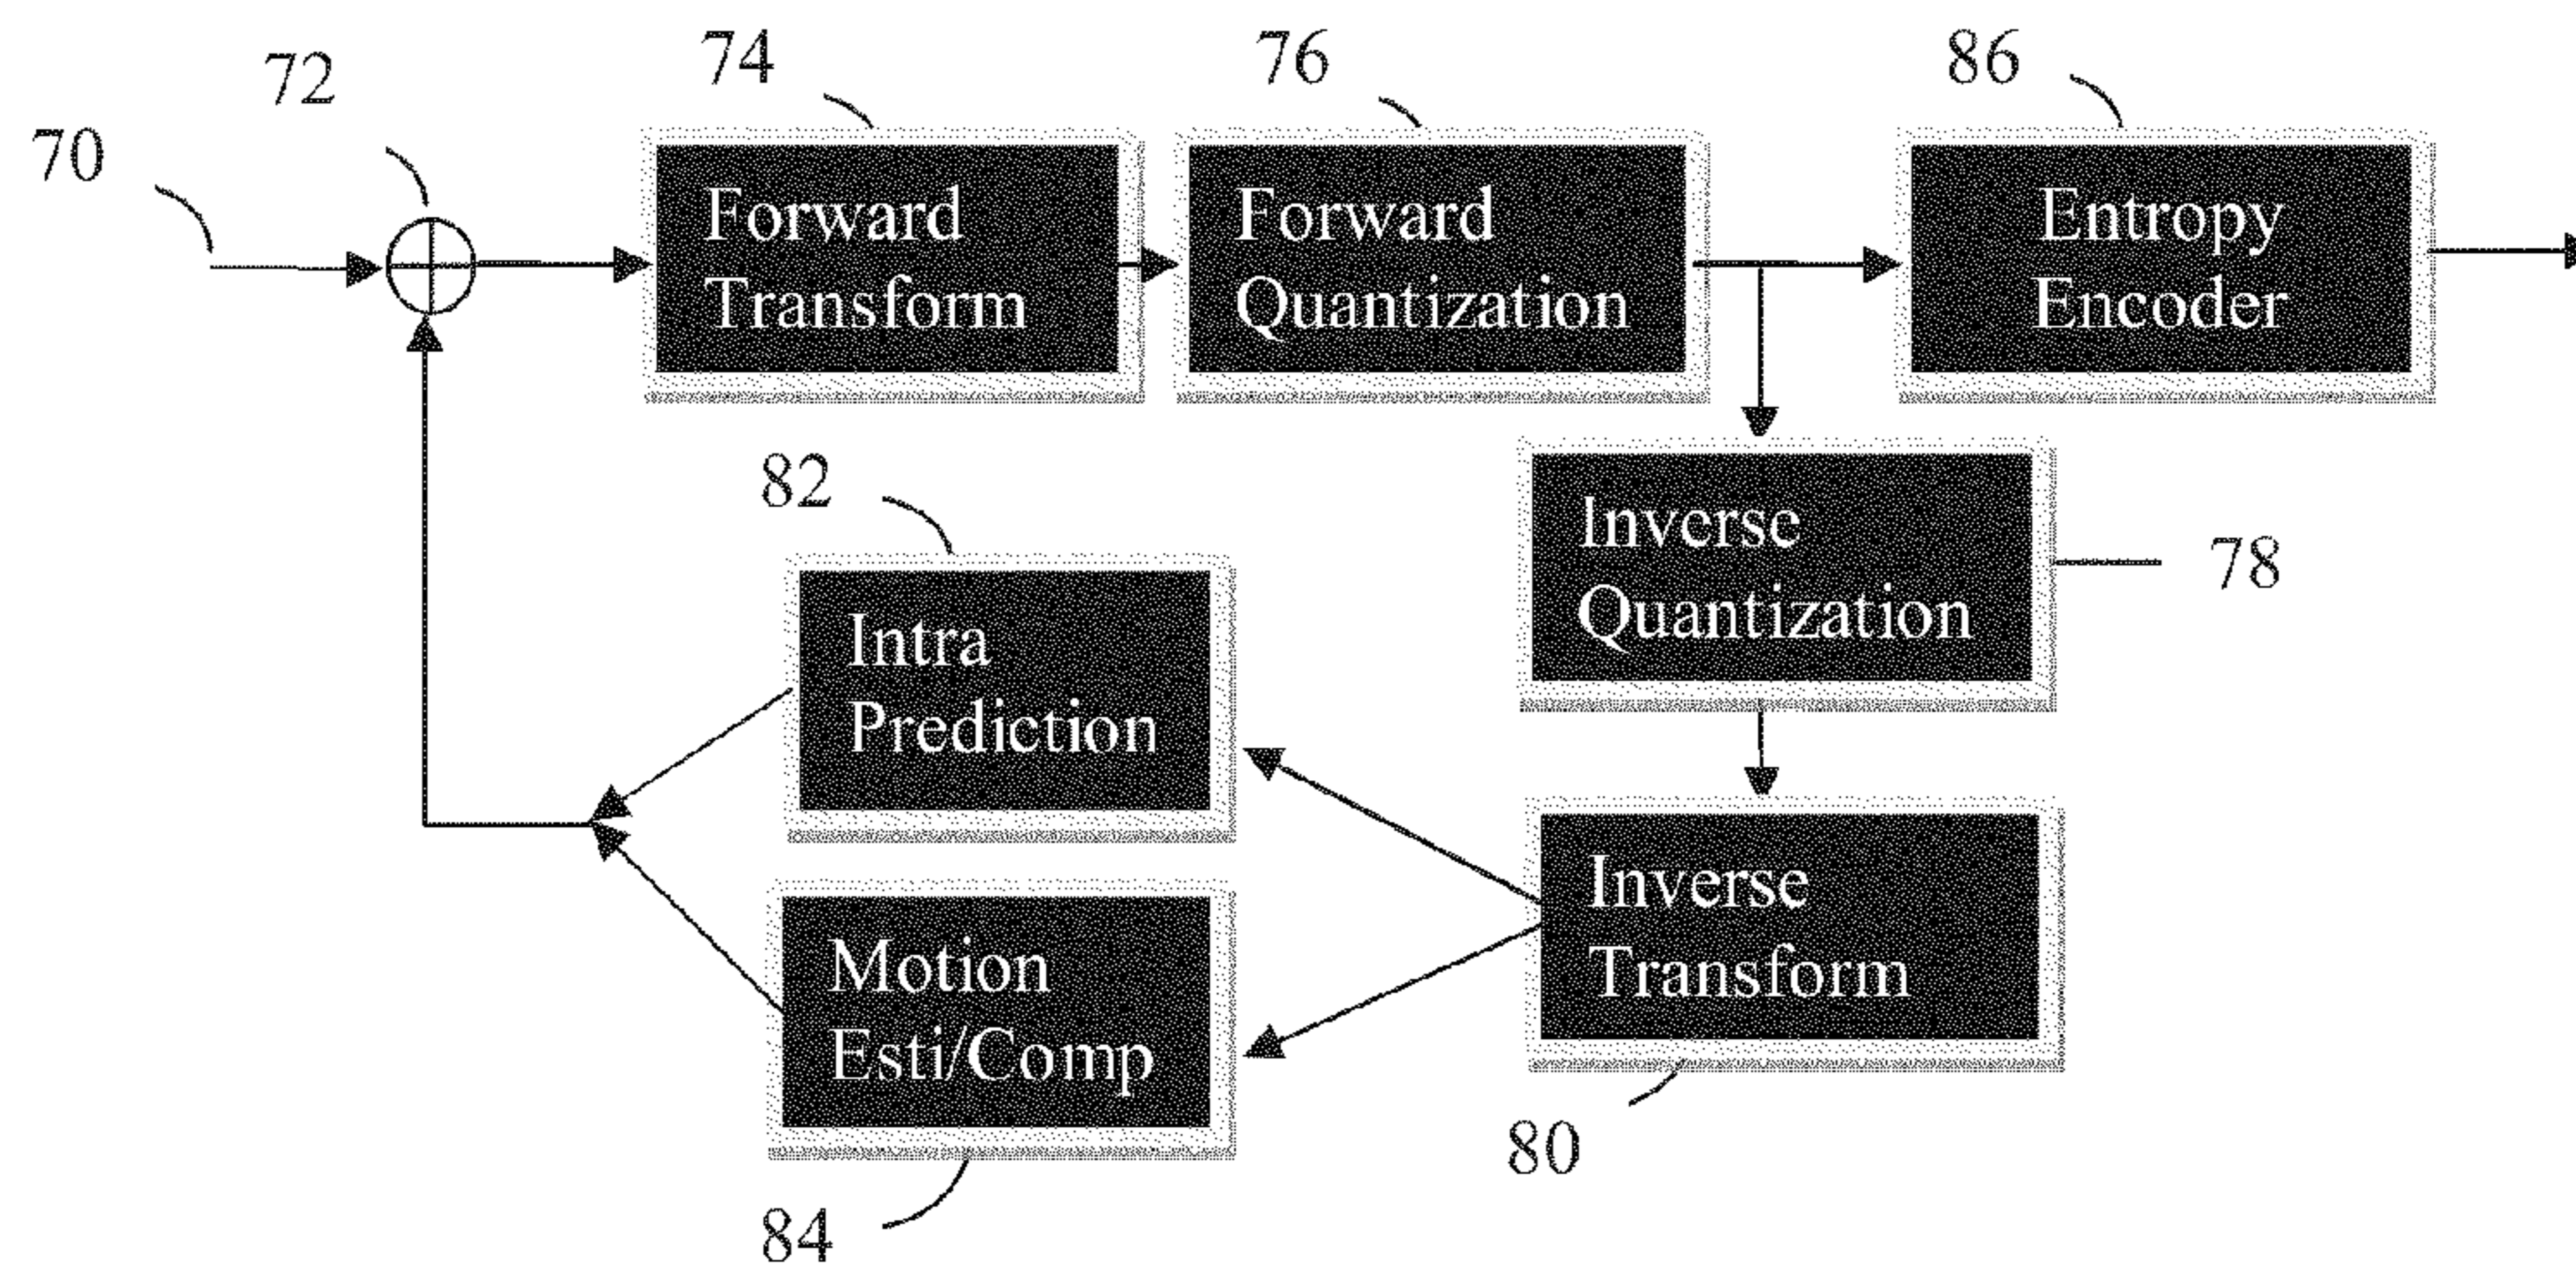 70
72
74
76
86
Forward
Transform
Forward
Quantization
Entropy
Encoder
82
Inverse
Quantization
78
Intra
Prediction
Inverse
Transform
Motion
Esti/Comp
80
84